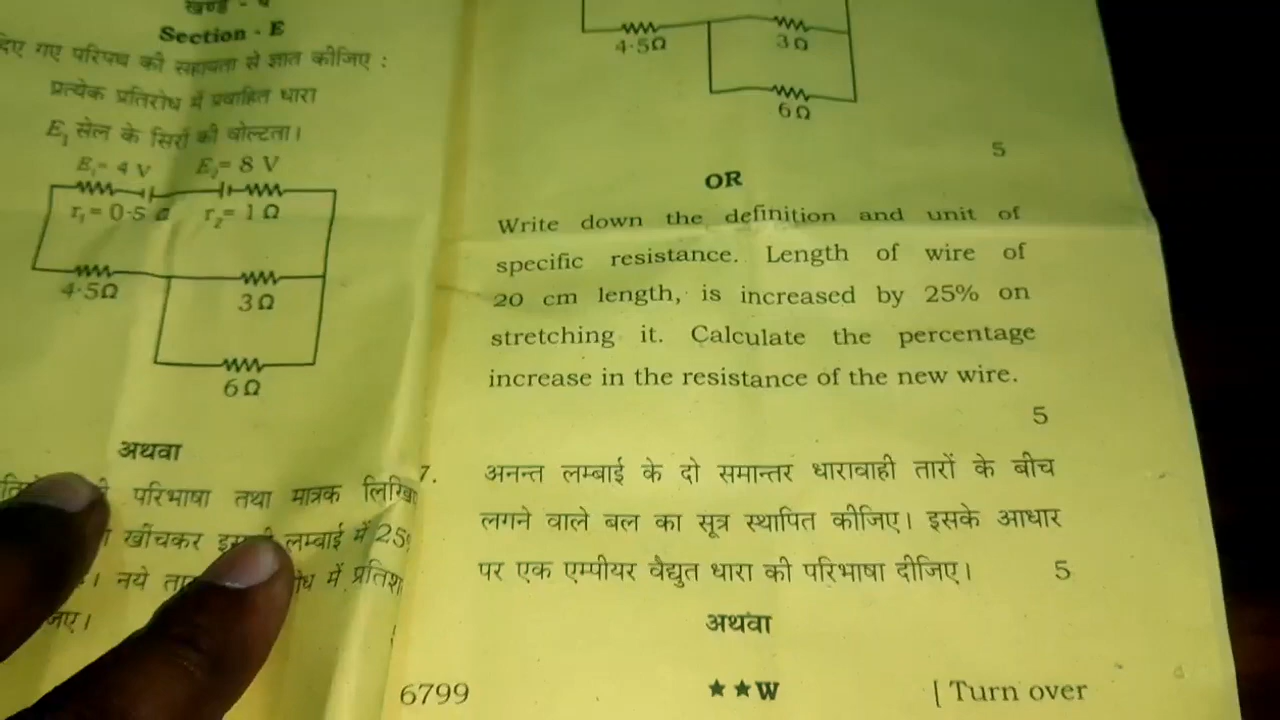 Section - E
दिए गए परिपथ की सहायता से ज्ञात कीजिए :
प्रत्येक प्रतिरोध में प्रवाहित धारा
E₁ सेल के सिरों की वोल्टता।
E₁= 4 V E₂= 8 V
r₁ = 0·5 r₂= 1 Ω
4·5Ω 3Ω
6Ω
अथवा
परिभाषा तथा मात्रक
खींचकर लम्बाई में 25
। नये में
4·5Ω 3Ω
6Ω
5
OR
Write down the definition and unit of
specific resistance. Length of wire of
20 cm length, is increased by 25% on
stretching it. Calculate the percentage
increase in the resistance of the new wire.
5
7. अनन्त लम्बाई के दो समान्तर धारावाही तारों के बीच
लगने वाले बल का सूत्र स्थापित कीजिए। इसके आधार
पर एक एम्पीयर वैद्युत धारा की परिभाषा दीजिए। 5
अथवा
6799 ★★W [ Turn over